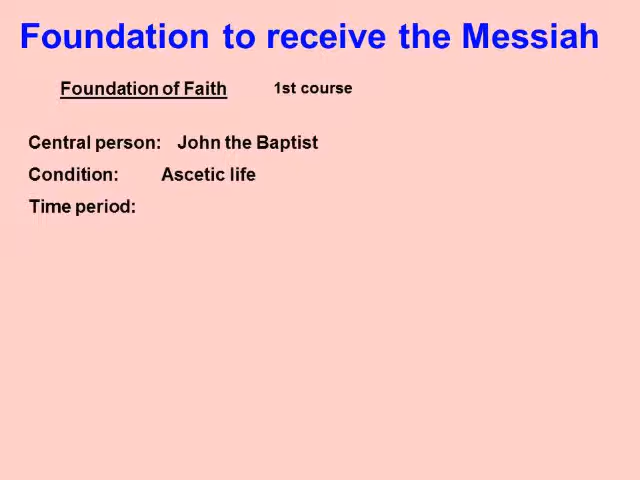 Foundation to receive the Messiah
Foundation of Faith 1st course
Central person: John the Baptist
Condition: Ascetic life
Time period: